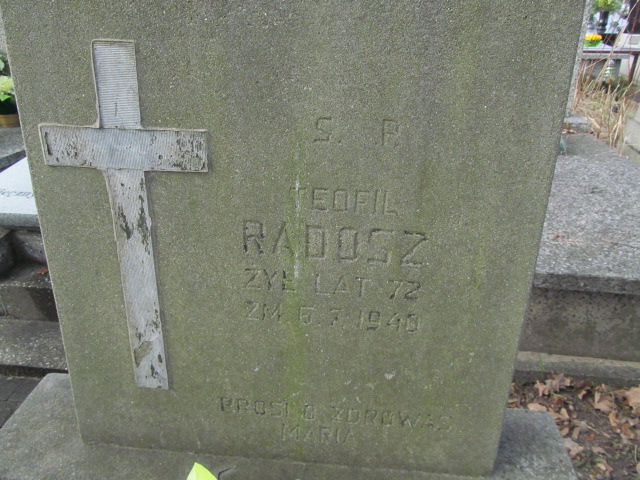 Ś. P.
TEOFIL
RADOSZ
ŻYŁ LAT 72
ZM 6.7.1940
PROSI O ZDROWAŚ
MARIA